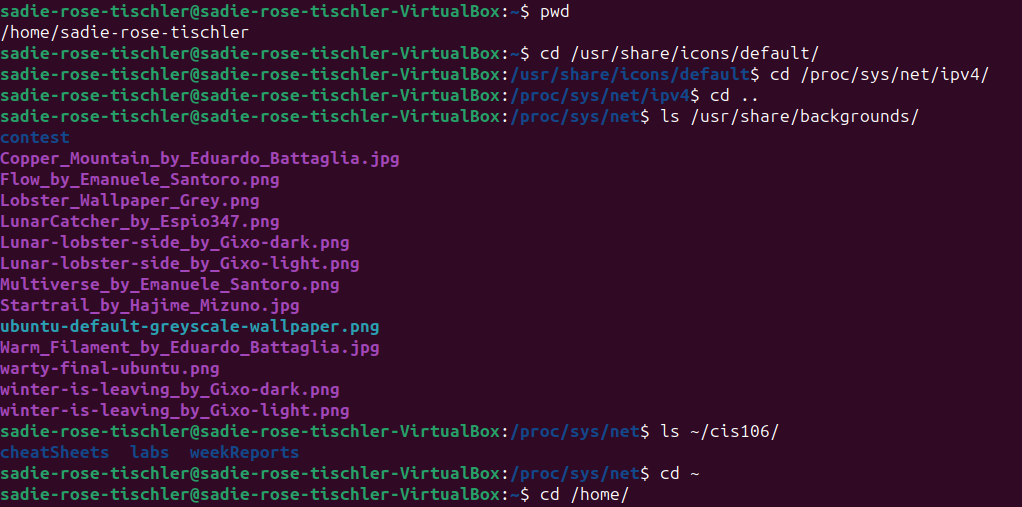 sadie-rose-tischler@sadie-rose-tischler-VirtualBox:~$ pwd
/home/sadie-rose-tischler
sadie-rose-tischler@sadie-rose-tischler-VirtualBox:~$ cd /usr/share/icons/default/
sadie-rose-tischler@sadie-rose-tischler-VirtualBox:/usr/share/icons/default$ cd /proc/sys/net/ipv4/
sadie-rose-tischler@sadie-rose-tischler-VirtualBox:/proc/sys/net/ipv4$ cd ..
sadie-rose-tischler@sadie-rose-tischler-VirtualBox:/proc/sys/net$ ls /usr/share/backgrounds/
contest
Copper_Mountain_by_Eduardo_Battaglia.jpg
Flow_by_Emanuele_Santoro.png
Lobster_Wallpaper_Grey.png
LunarCatcher_by_Espio347.png
Lunar-lobster-side_by_Gixo-dark.png
Lunar-lobster-side_by_Gixo-light.png
Multiverse_by_Emanuele_Santoro.png
Startrail_by_Hajime_Mizuno.jpg
ubuntu-default-greyscale-wallpaper.png
Warm_Filament_by_Eduardo_Battaglia.jpg
warty-final-ubuntu.png
winter-is-leaving_by_Gixo-dark.png
winter-is-leaving_by_Gixo-light.png
sadie-rose-tischler@sadie-rose-tischler-VirtualBox:/proc/sys/net$ ls ~/cis106/
cheatSheets  labs  weekReports
sadie-rose-tischler@sadie-rose-tischler-VirtualBox:/proc/sys/net$ cd ~
sadie-rose-tischler@sadie-rose-tischler-VirtualBox:~$ cd /home/